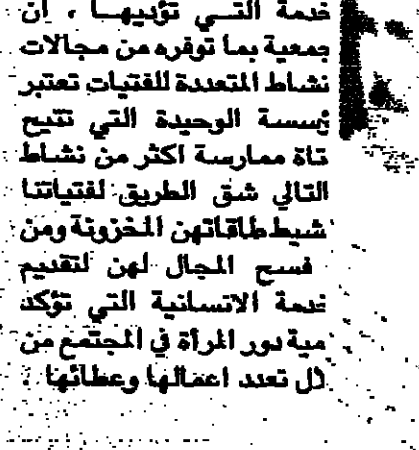 خدمة التي تؤديها ، ان
جمعية بما توفره من مجالات
نشاط المتعددة للفتيات تعتبر
ؤسسة الوحيدة التي تتيح
تاة ممارسة اكثر من نشاط
التالي شق الطريق لفتياتنا
شيط طاقاتهن المخزونة ومن
فسح المجال لهن لتقديم
خدمة الانسانية التي تؤكد
مية دور المرأة في المجتمع من
لال تعدد اعمالها وعطائها .